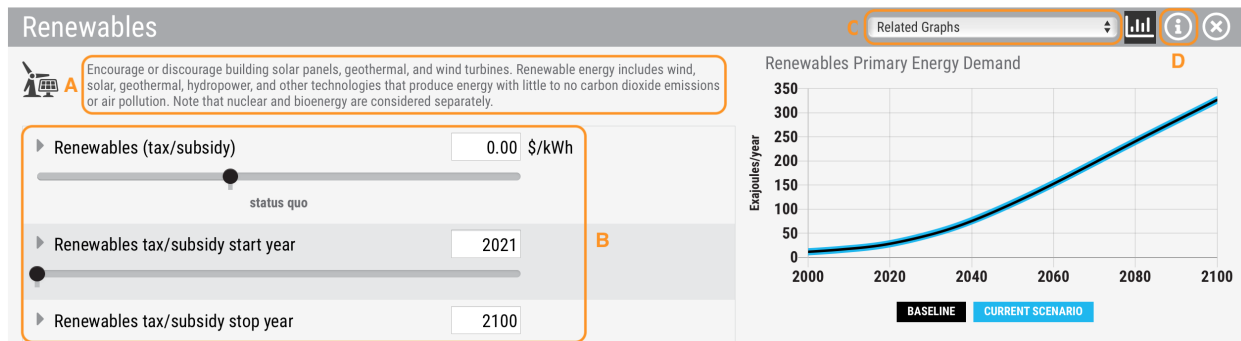 Renewables
C
Related Graphs
D
A
Encourage or discourage building solar panels, geothermal, and wind turbines. Renewable energy includes wind,
solar, geothermal, hydropower, and other technologies that produce energy with little to no carbon dioxide emissions
or air pollution. Note that nuclear and bioenergy are considered separately.
B
Renewables (tax/subsidy) 0.00 $/kWh
status quo
Renewables tax/subsidy start year 2021
Renewables tax/subsidy stop year 2100
Renewables Primary Energy Demand
Exajoules/year
350
300
250
200
150
100
50
0
2000 2020 2040 2060 2080 2100
BASELINE CURRENT SCENARIO